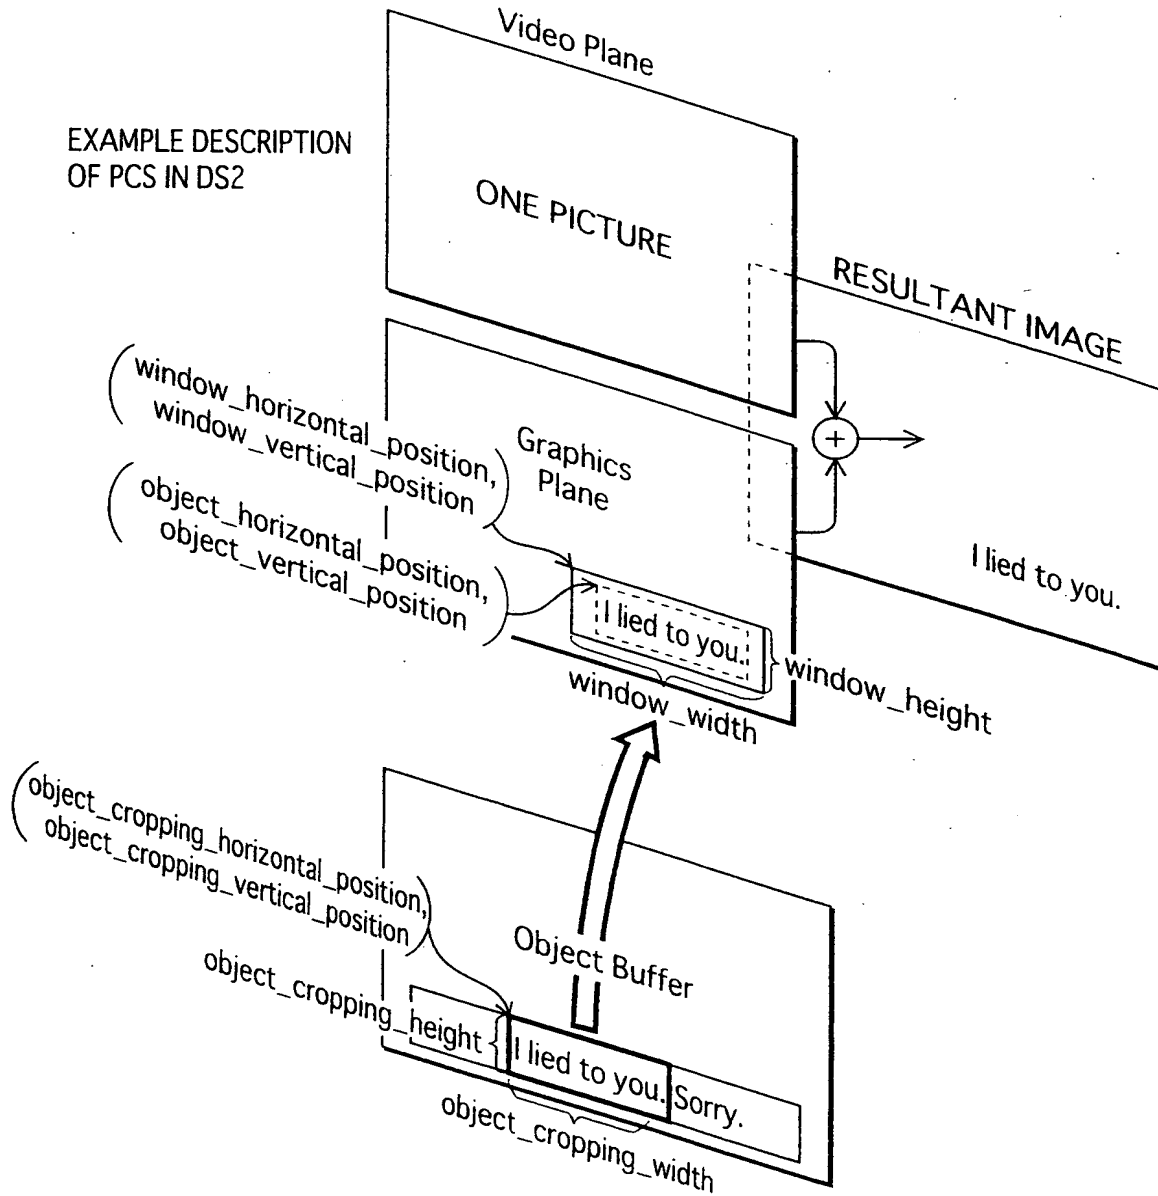 Video Plane
EXAMPLE DESCRIPTION
OF PCS IN DS2
ONE PICTURE
RESULTANT IMAGE
(window_horizontal_position,
window_vertical_position)
Graphics
Plane
+
(object_horizontal_position,
object_vertical_position)
I lied to you.
I lied to you.
window_height
window_width
(object_cropping_horizontal_position,
object_cropping_vertical_position)
Object Buffer
object_cropping_height
I lied to you. Sorry.
object_cropping_width